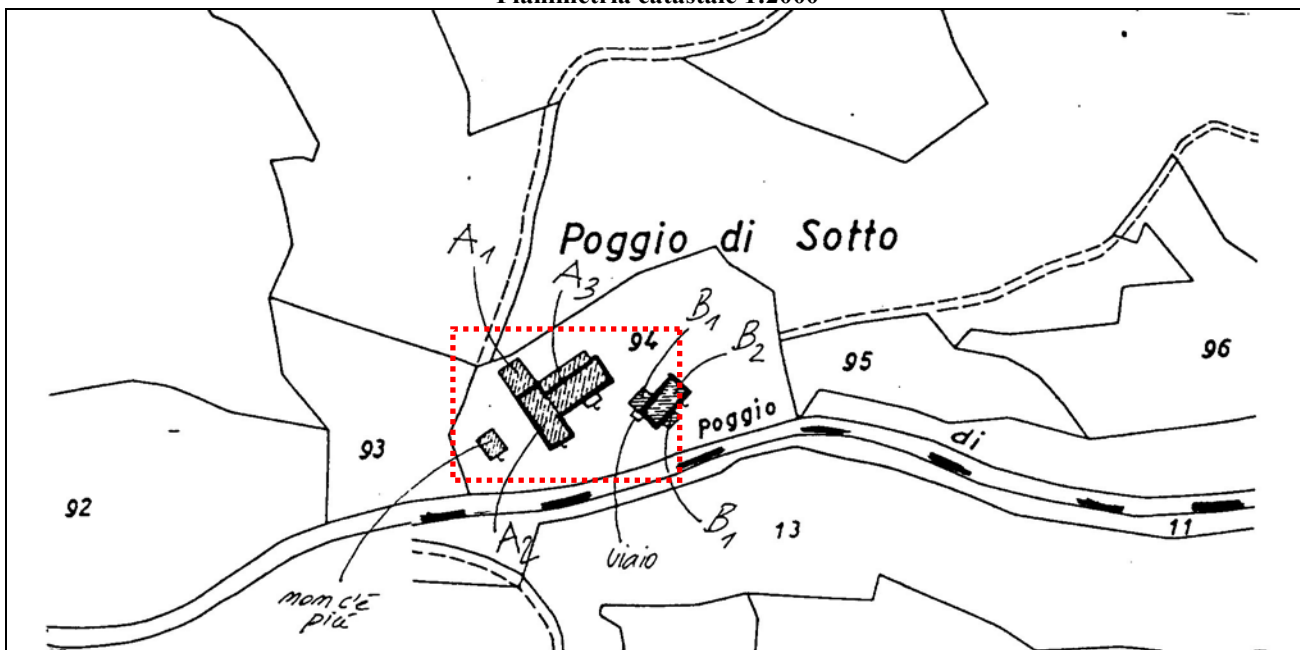 Planimetria catastale 1:2000
Poggio di Sotto
A1
A3
B1
94
B2
95
96
poggio
di
93
92
A2
viaio
B1
13
11
non c'è
più